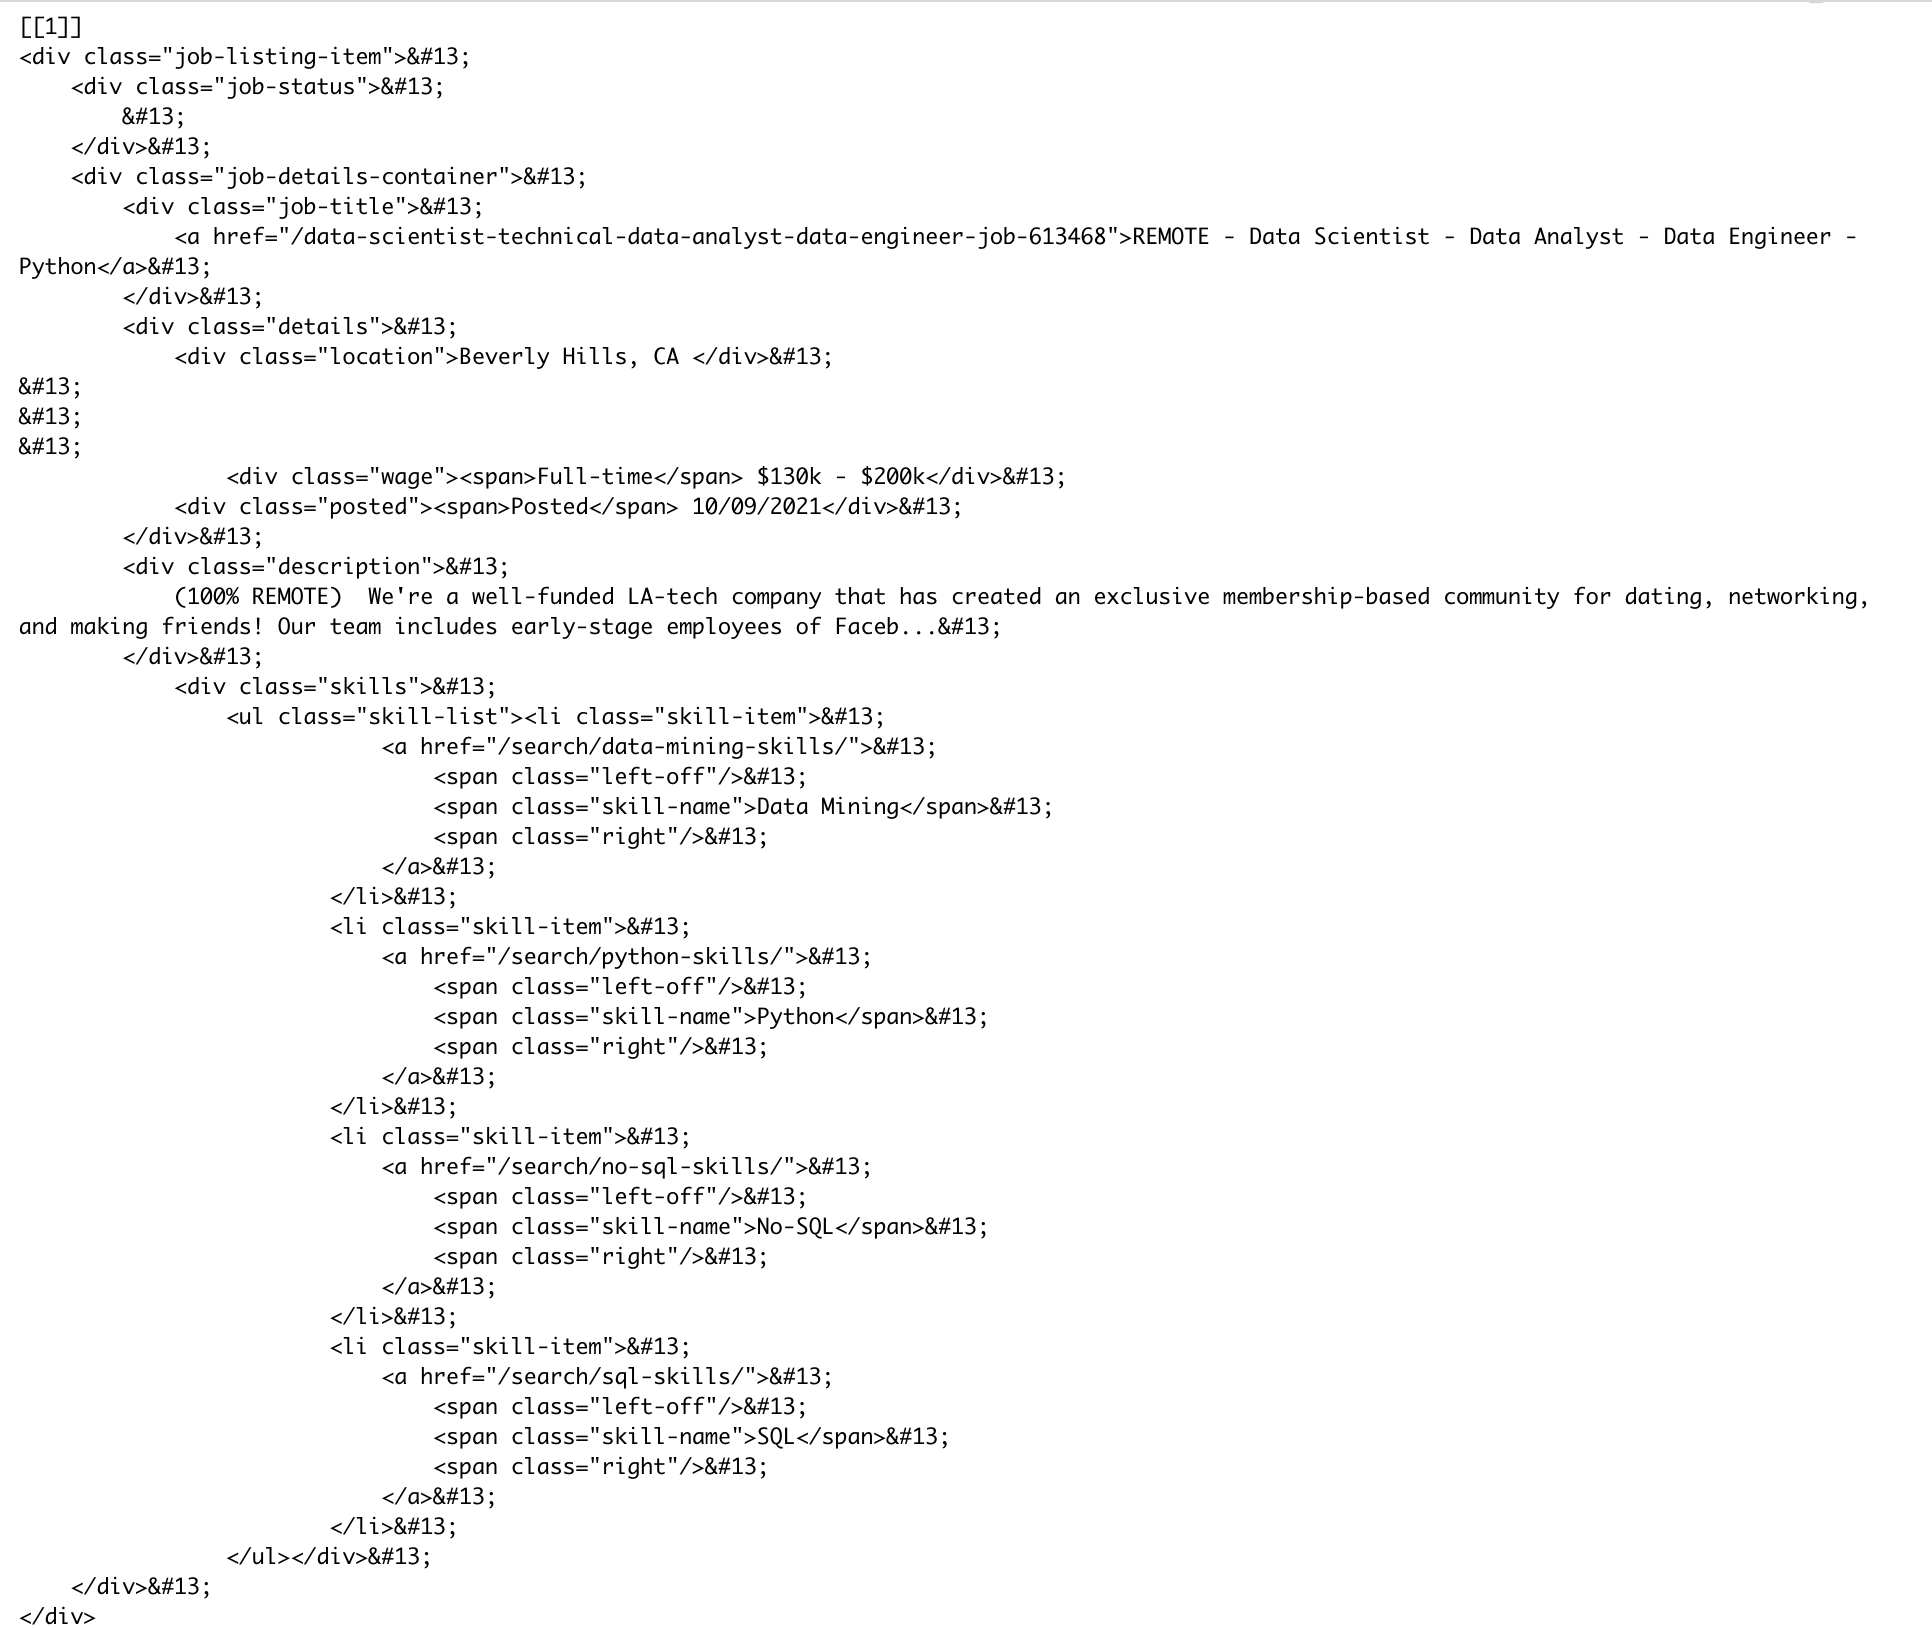 [[1]]
<div class="job-listing-item">&#13;
    <div class="job-status">&#13;
        &#13;
    </div>&#13;
    <div class="job-details-container">&#13;
        <div class="job-title">&#13;
            <a href="/data-scientist-technical-data-analyst-data-engineer-job-613468">REMOTE - Data Scientist - Data Analyst - Data Engineer -
Python</a>&#13;
        </div>&#13;
        <div class="details">&#13;
            <div class="location">Beverly Hills, CA </div>&#13;
&#13;
&#13;
&#13;
                <div class="wage"><span>Full-time</span> $130k - $200k</div>&#13;
            <div class="posted"><span>Posted</span> 10/09/2021</div>&#13;
        </div>&#13;
        <div class="description">&#13;
            (100% REMOTE)  We're a well-funded LA-tech company that has created an exclusive membership-based community for dating, networking,
and making friends! Our team includes early-stage employees of Faceb...&#13;
        </div>&#13;
            <div class="skills">&#13;
                <ul class="skill-list"><li class="skill-item">&#13;
                            <a href="/search/data-mining-skills/">&#13;
                                <span class="left-off"/>&#13;
                                <span class="skill-name">Data Mining</span>&#13;
                                <span class="right"/>&#13;
                            </a>&#13;
                        </li>&#13;
                        <li class="skill-item">&#13;
                            <a href="/search/python-skills/">&#13;
                                <span class="left-off"/>&#13;
                                <span class="skill-name">Python</span>&#13;
                                <span class="right"/>&#13;
                            </a>&#13;
                        </li>&#13;
                        <li class="skill-item">&#13;
                            <a href="/search/no-sql-skills/">&#13;
                                <span class="left-off"/>&#13;
                                <span class="skill-name">No-SQL</span>&#13;
                                <span class="right"/>&#13;
                            </a>&#13;
                        </li>&#13;
                        <li class="skill-item">&#13;
                            <a href="/search/sql-skills/">&#13;
                                <span class="left-off"/>&#13;
                                <span class="skill-name">SQL</span>&#13;
                                <span class="right"/>&#13;
                            </a>&#13;
                        </li>&#13;
                </ul></div>&#13;
    </div>&#13;
</div>